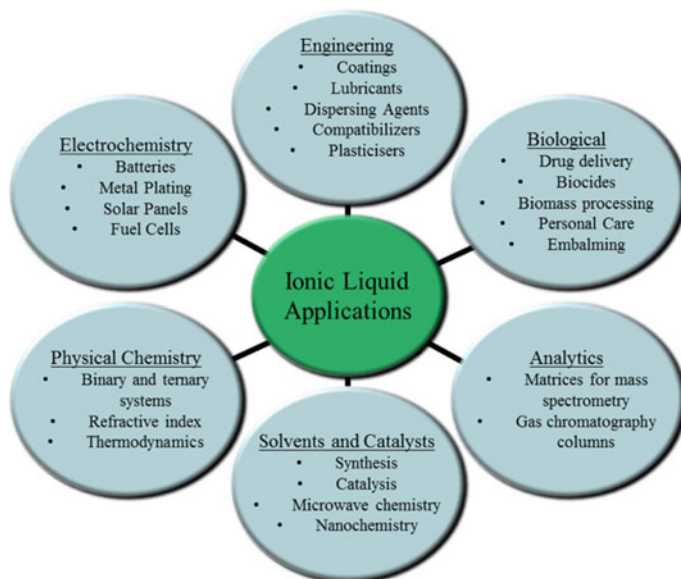 Engineering
• Coatings
• Lubricants
• Dispersing Agents
• Compatibilizers
• Plasticisers
Electrochemistry
• Batteries
• Metal Plating
• Solar Panels
• Fuel Cells
Biological
• Drug delivery
• Biocides
• Biomass processing
• Personal Care
• Embalming
Ionic Liquid
Applications
Physical Chemistry
• Binary and ternary
systems
• Refractive index
• Thermodynamics
Analytics
• Matrices for mass
spectrometry
• Gas chromatography
columns
Solvents and Catalysts
• Synthesis
• Catalysis
• Microwave chemistry
• Nanochemistry